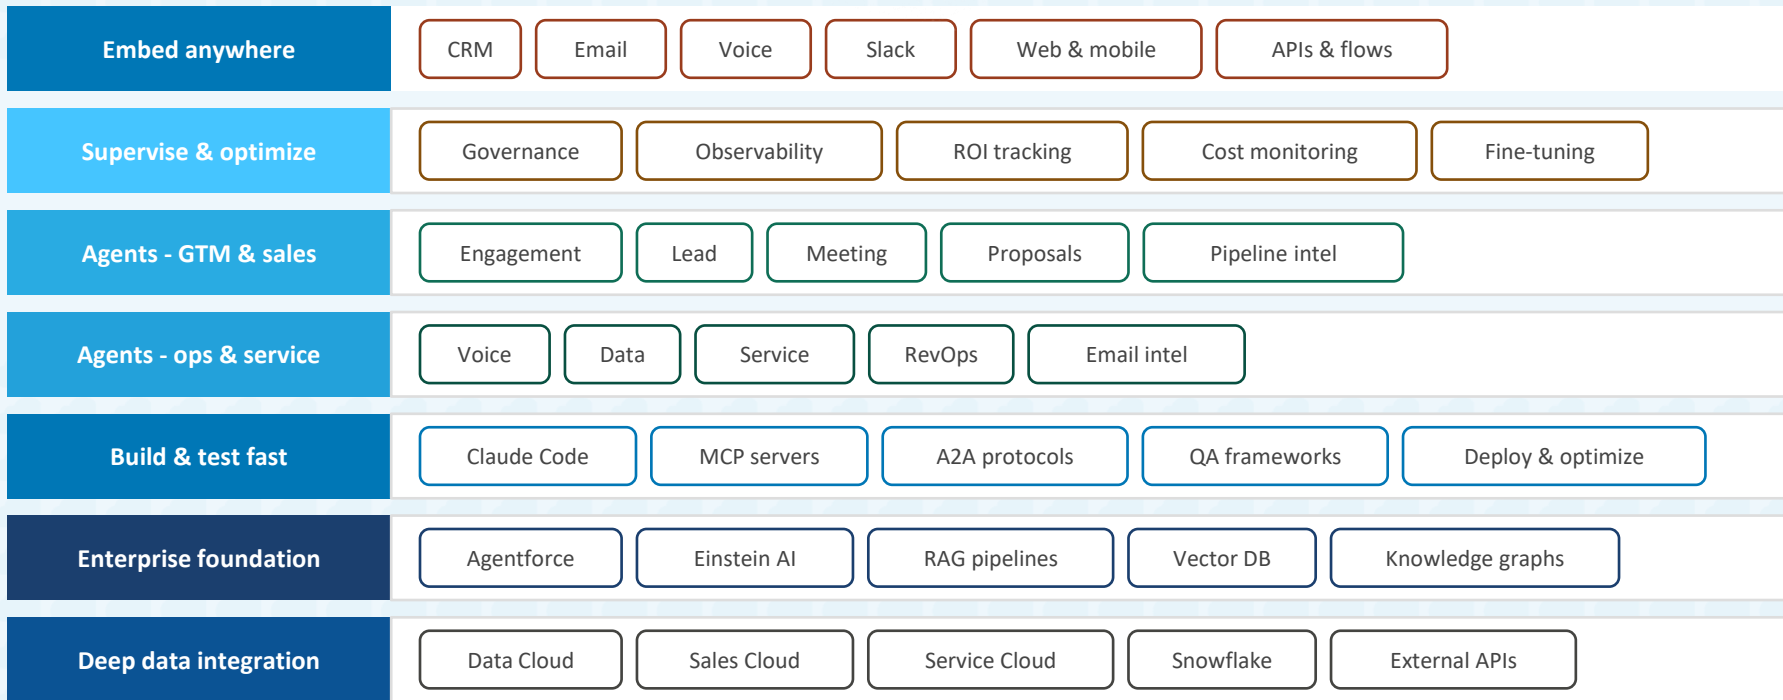 Embed anywhere CRM Email Voice Slack Web & mobile APIs & flows
Supervise & optimize Governance Observability ROI tracking Cost monitoring Fine-tuning
Agents - GTM & sales Engagement Lead Meeting Proposals Pipeline intel
Agents - ops & service Voice Data Service RevOps Email intel
Build & test fast Claude Code MCP servers A2A protocols QA frameworks Deploy & optimize
Enterprise foundation Agentforce Einstein AI RAG pipelines Vector DB Knowledge graphs
Deep data integration Data Cloud Sales Cloud Service Cloud Snowflake External APIs